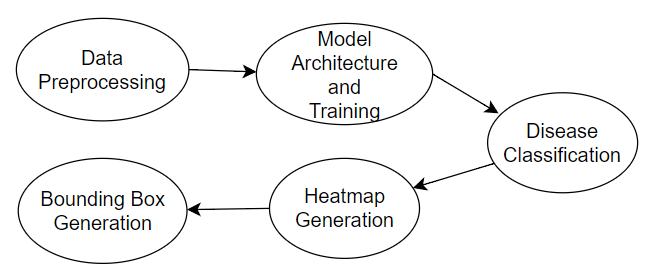 Data
Preprocessing
Model
Architecture
and
Training
Disease
Classification
Heatmap
Generation
Bounding Box
Generation